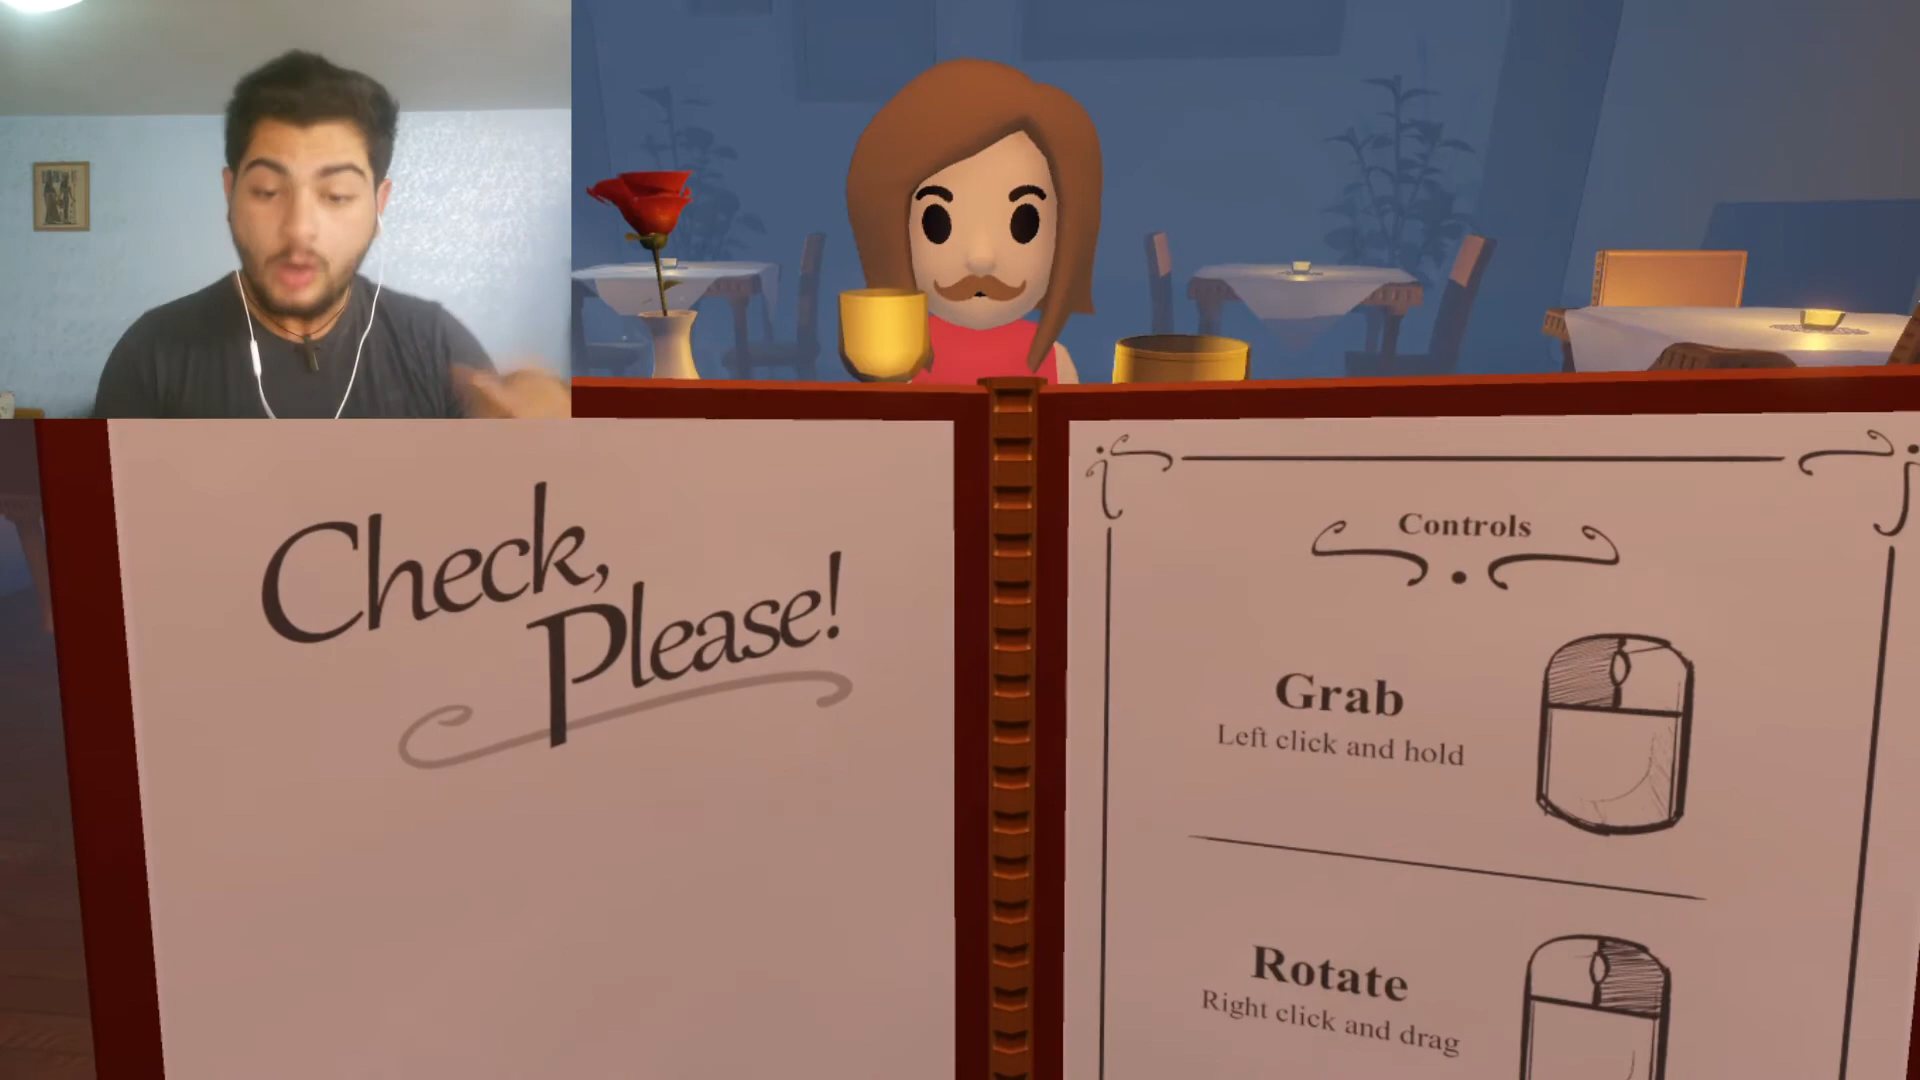 Check,
Please!
Controls
Grab
Left click and hold
Rotate
Right click and drag